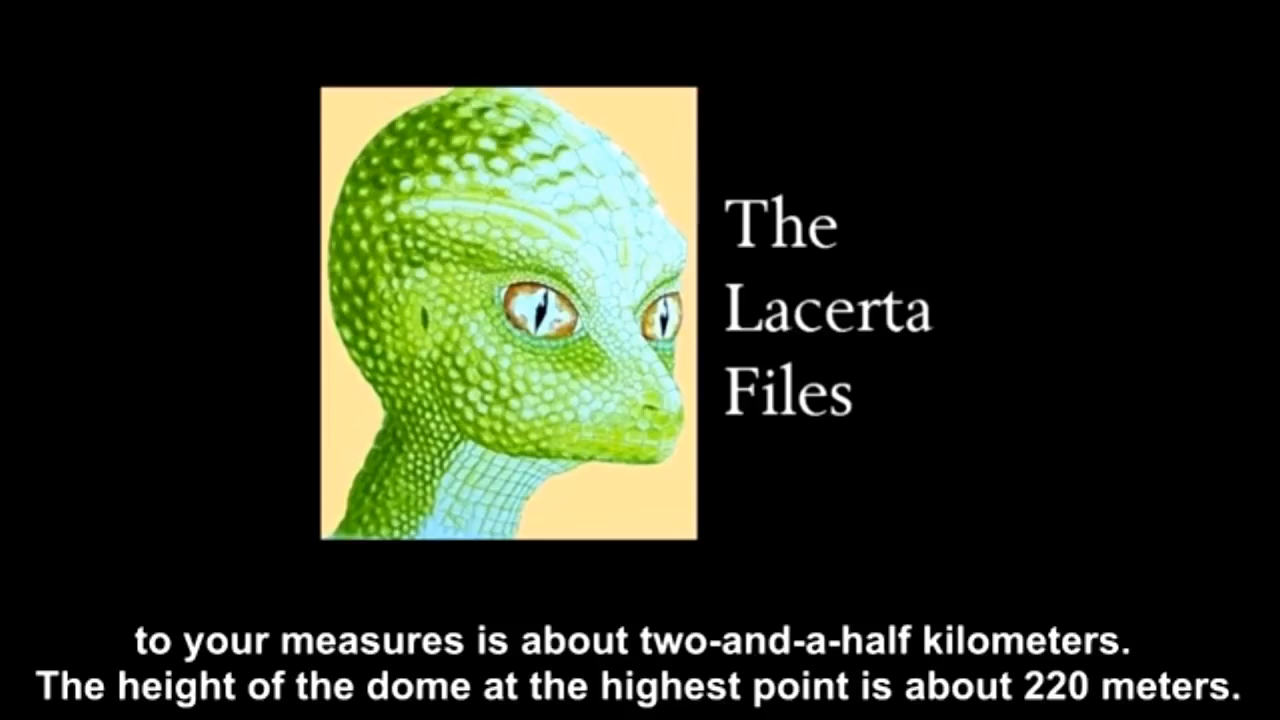 The
Lacerta
Files
to your measures is about two-and-a-half kilometers.
The height of the dome at the highest point is about 220 meters.